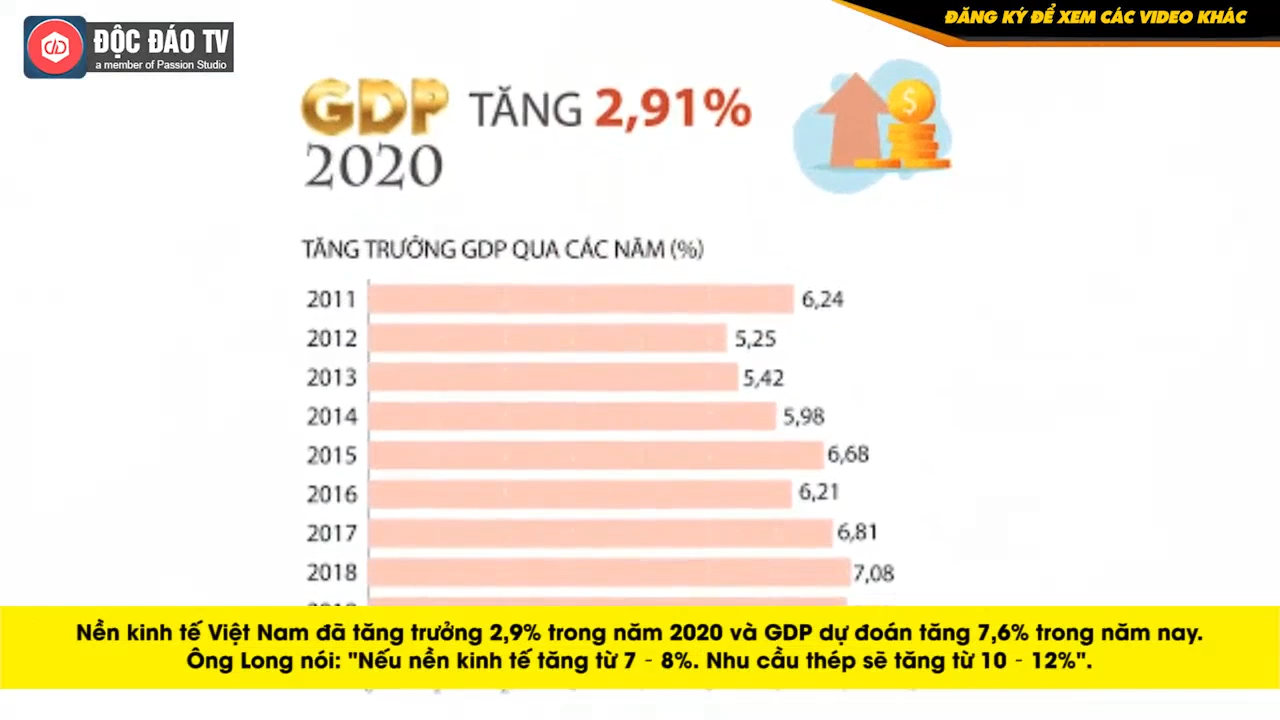 ĐỘC ĐÁO TV
a member of Passion Studio
ĐĂNG KÝ ĐỂ XEM CÁC VIDEO KHÁC
GDP TĂNG 2,91%
2020
$
TĂNG TRƯỞNG GDP QUA CÁC NĂM (%)
2011 6,24
2012 5,25
2013 5,42
2014 5,98
2015 6,68
2016 6,21
2017 6,81
2018 7,08
Nền kinh tế Việt Nam đã tăng trưởng 2,9% trong năm 2020 và GDP dự đoán tăng 7,6% trong năm nay.
Ông Long nói: "Nếu nền kinh tế tăng từ 7 - 8%. Nhu cầu thép sẽ tăng từ 10 - 12%".